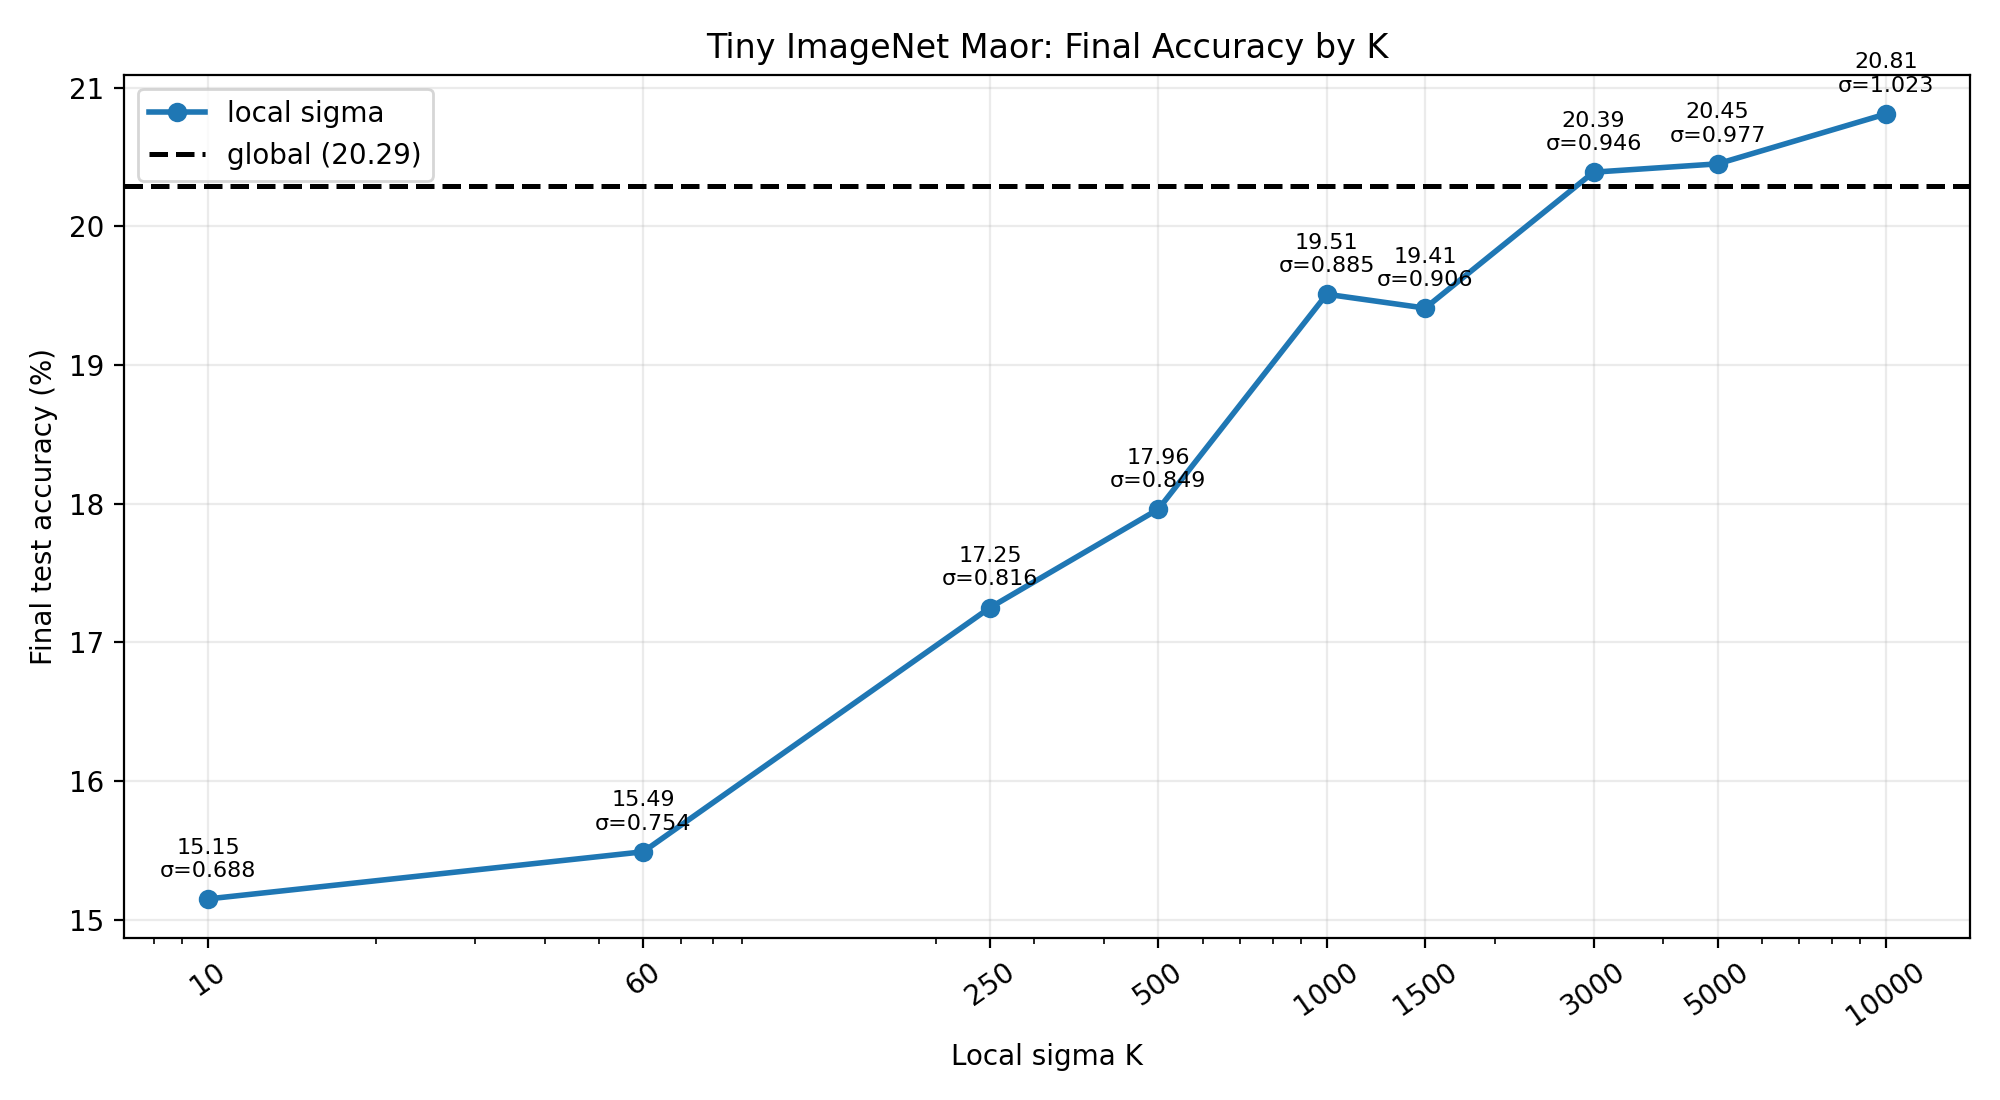 Tiny ImageNet Maor: Final Accuracy by K
local sigma
global (20.29)
Final test accuracy (%)
21
20
19
18
17
16
15
15.15
σ=0.688
15.49
σ=0.754
17.25
σ=0.816
17.96
σ=0.849
19.51
σ=0.885
19.41
σ=0.906
20.39
σ=0.946
20.45
σ=0.977
20.81
σ=1.023
10
60
250
500
1000
1500
3000
5000
10000
Local sigma K